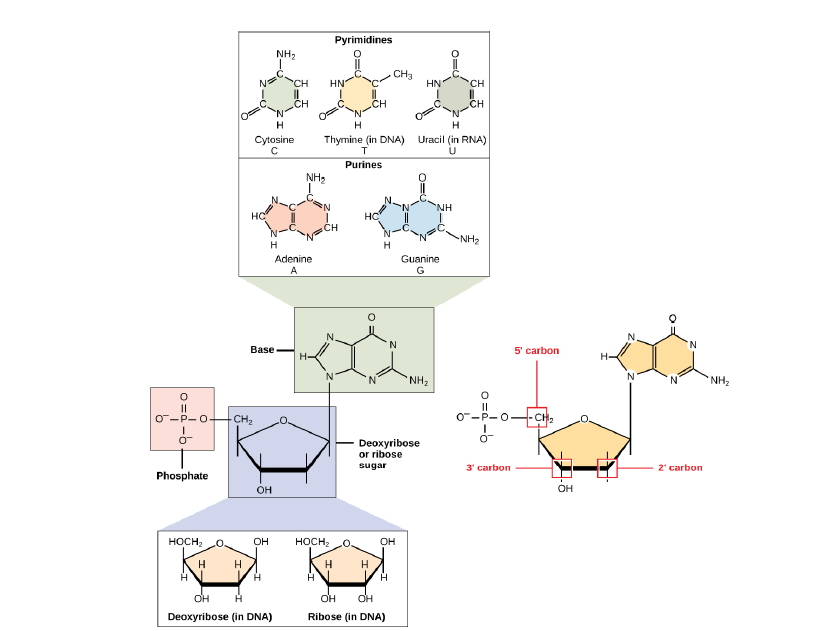 Pyrimidines
NH2
C
N
CH
C
CH
O
N
H
Cytosine
C
O
C
CH3
HN
C
C
CH
O
N
H
Thymine (in DNA)
T
O
C
HN
CH
C
CH
O
N
H
Uracil (in RNA)
U
Purines
NH2
C
N
C
N
HC
C
CH
N
N
H
Adenine
A
O
C
N
N
NH
HC
C
C
N
N
NH2
H
Guanine
G
Base
O
N
N
H
N
N
NH2
Phosphate
O
O− P O
O−
CH2
O
OH
Deoxyribose
or ribose
sugar
HOCH2 O OH
H H
H H
OH H
Deoxyribose (in DNA)
HOCH2 O OH
H H
H H
OH OH
Ribose (in DNA)
5' carbon
O
N
N
H
N
N
NH2
O
O− P O CH2
O−
O
3' carbon
2' carbon
OH